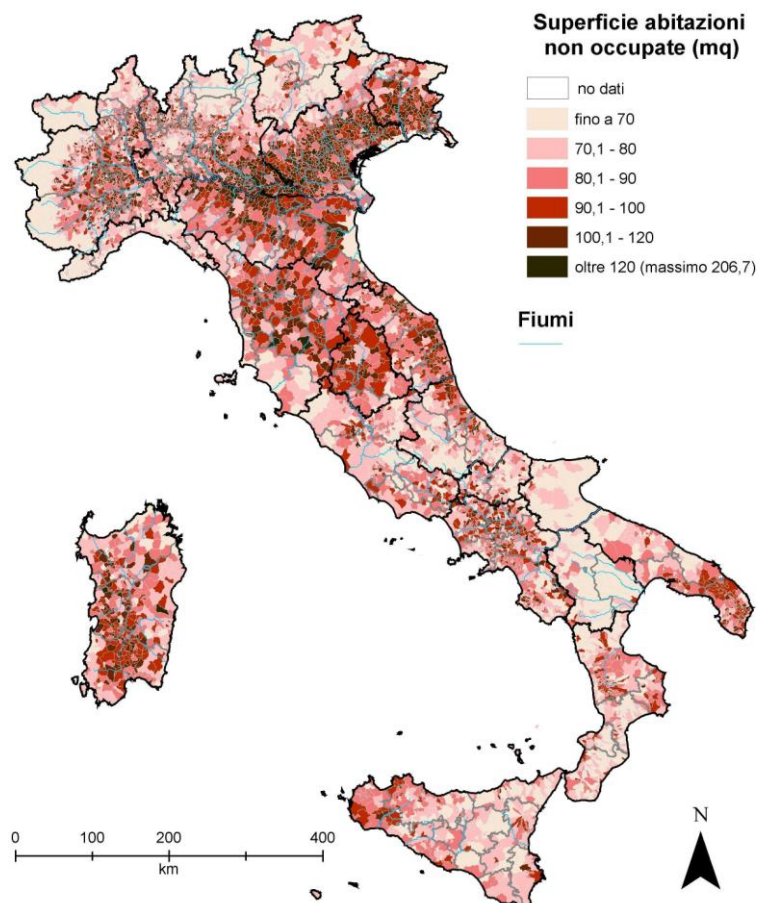 Superficie abitazioni
non occupate (mq)
no dati
fino a 70
70,1 - 80
80,1 - 90
90,1 - 100
100,1 - 120
oltre 120 (massimo 206,7)
Fiumi
N
0 100 200 400
km